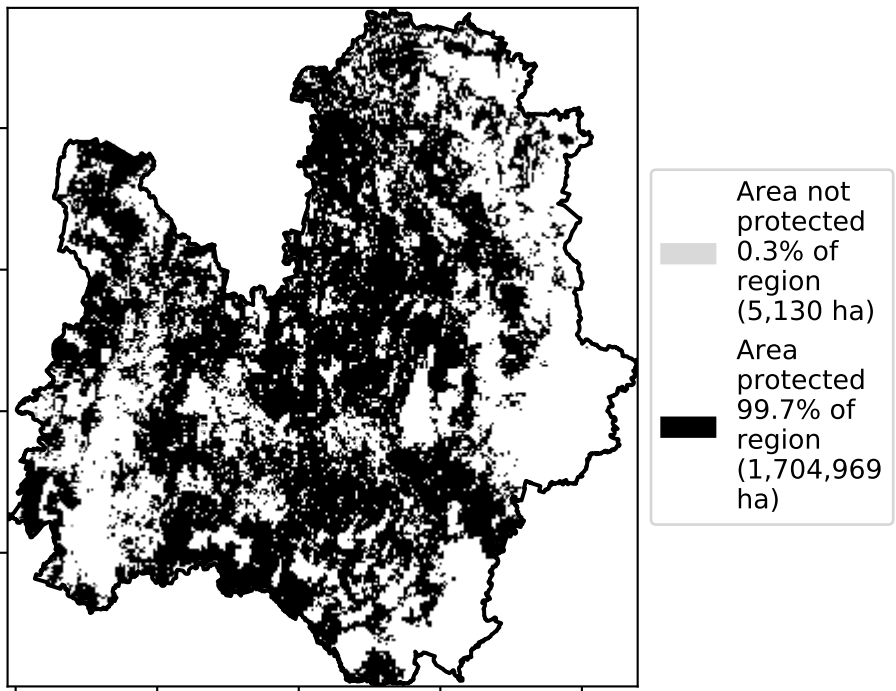 Area not
protected
0.3% of
region
(5,130 ha)
Area
protected
99.7% of
region
(1,704,969
ha)